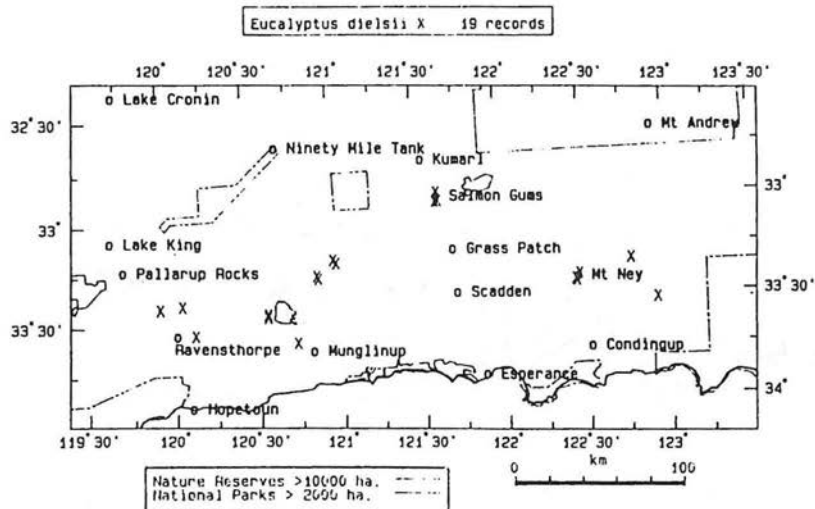 Eucalyptus dielsii X 19 records
120° 120°30' 121° 121°30' 122° 122°30' 123° 123°30'
Lake Cronin
32°30'
Mt Andrew
Ninety Mile Tank
Kumarl
33°
Salmon Gums
33°
Lake King
Grass Patch
Pallarup Rocks
Mt Ney
33°30'
Scadden
33°30'
Ravensthorpe
Munglinup
Condingup
Esperance
34°
Hopetoun
119°30' 120° 120°30' 121° 121°30' 122° 122°30' 123°
km
0 100
Nature Reserves >10000 ha.
National Parks > 2000 ha.